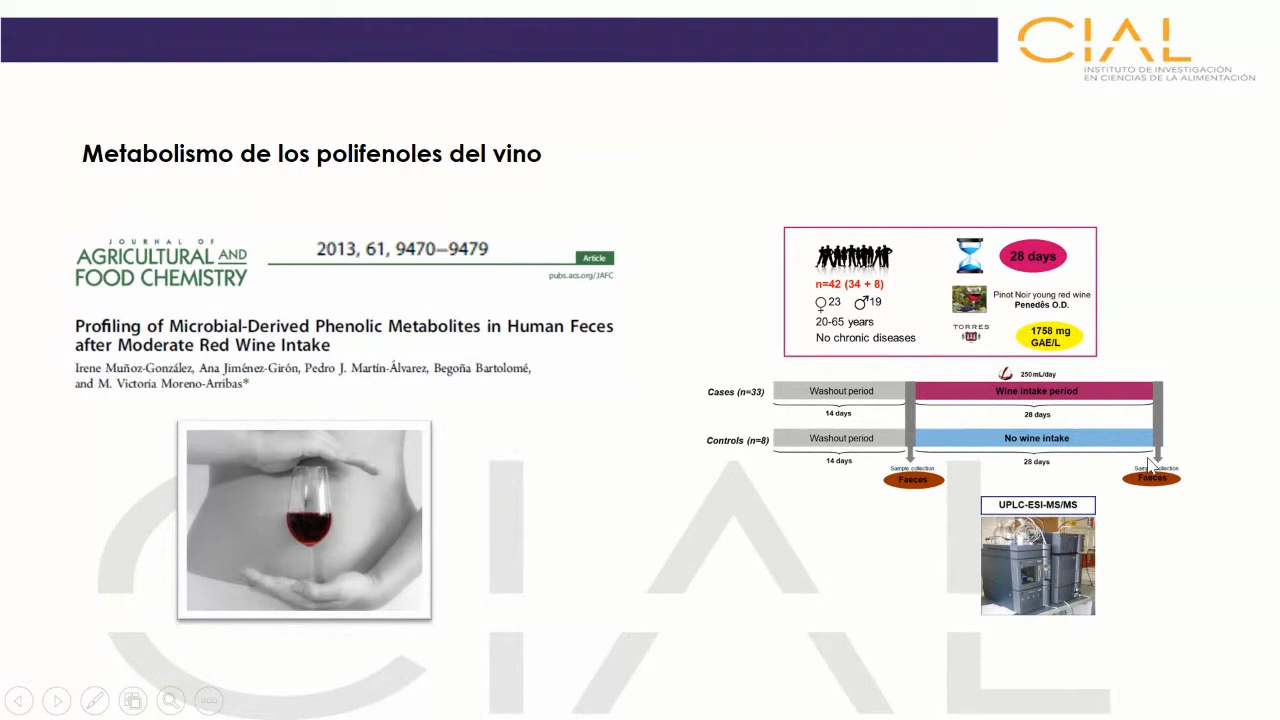 CIAL
INSTITUTO DE INVESTIGACIÓN
EN CIENCIAS DE LA ALIMENTACIÓN
Metabolismo de los polifenoles del vino
JOURNAL OF
AGRICULTURAL AND
FOOD CHEMISTRY
2013, 61, 9470−9479
Article
pubs.acs.org/JAFC
Profiling of Microbial-Derived Phenolic Metabolites in Human Feces
after Moderate Red Wine Intake
Irene Muñoz-González, Ana Jiménez-Girón, Pedro J. Martín-Álvarez, Begoña Bartolomé,
and M. Victoria Moreno-Arribas*
n=42 (34 + 8)
♀23 ♂19
20-65 years
No chronic diseases
28 days
Pinot Noir young red wine
Penedês O.D.
TORRES
1758 mg
GAE/L
250 mL/day
Cases (n=33)
Washout period
Wine intake period
14 days
28 days
Controls (n=8)
Washout period
No wine intake
14 days
28 days
Sample collection
Faeces
Sam ollection
Faeces
UPLC-ESI-MS/MS
CIAL
CIAL